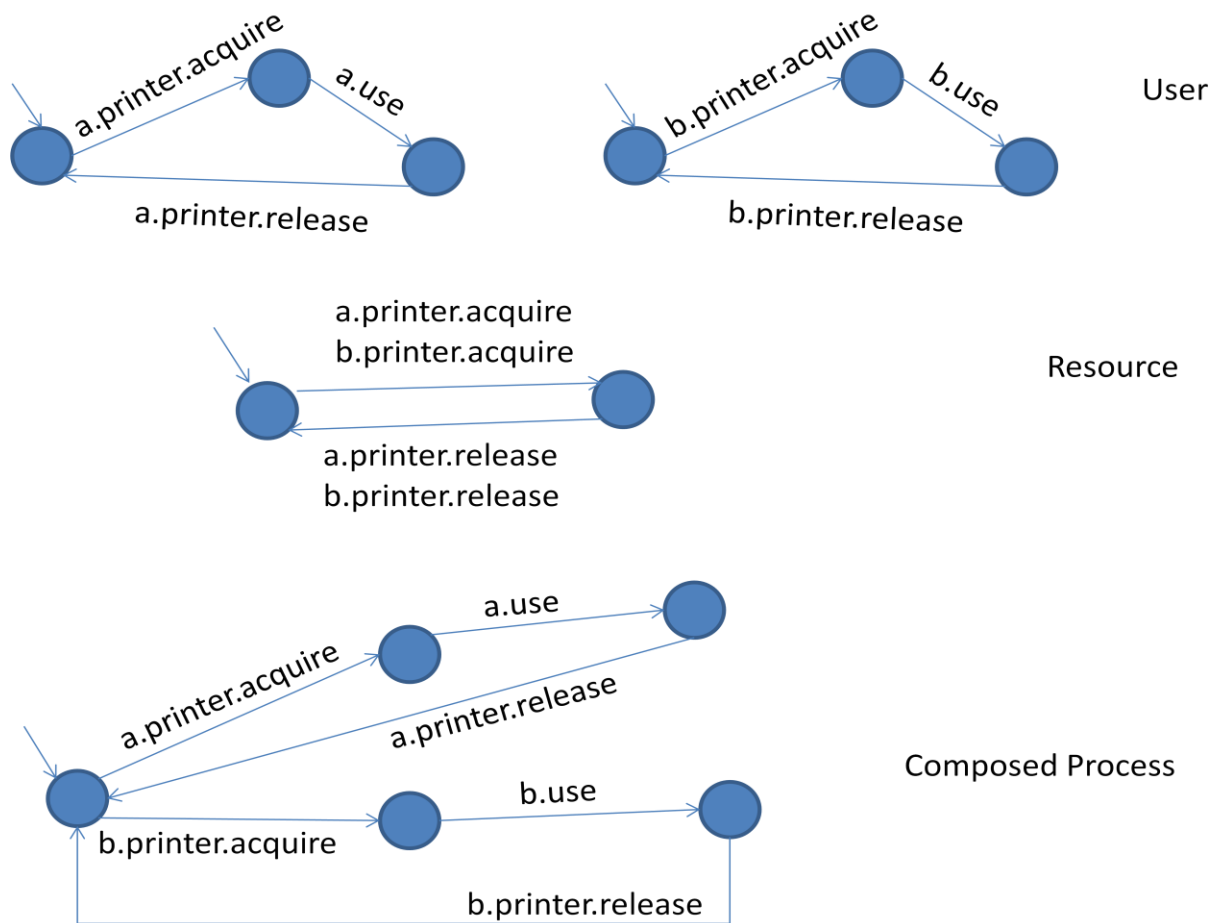 a.printer.acquire
a.use
a.printer.release
b.printer.acquire
b.use
b.printer.release
User
a.printer.acquire
b.printer.acquire
a.printer.release
b.printer.release
Resource
a.printer.acquire
a.use
a.printer.release
b.printer.acquire
b.use
b.printer.release
Composed Process